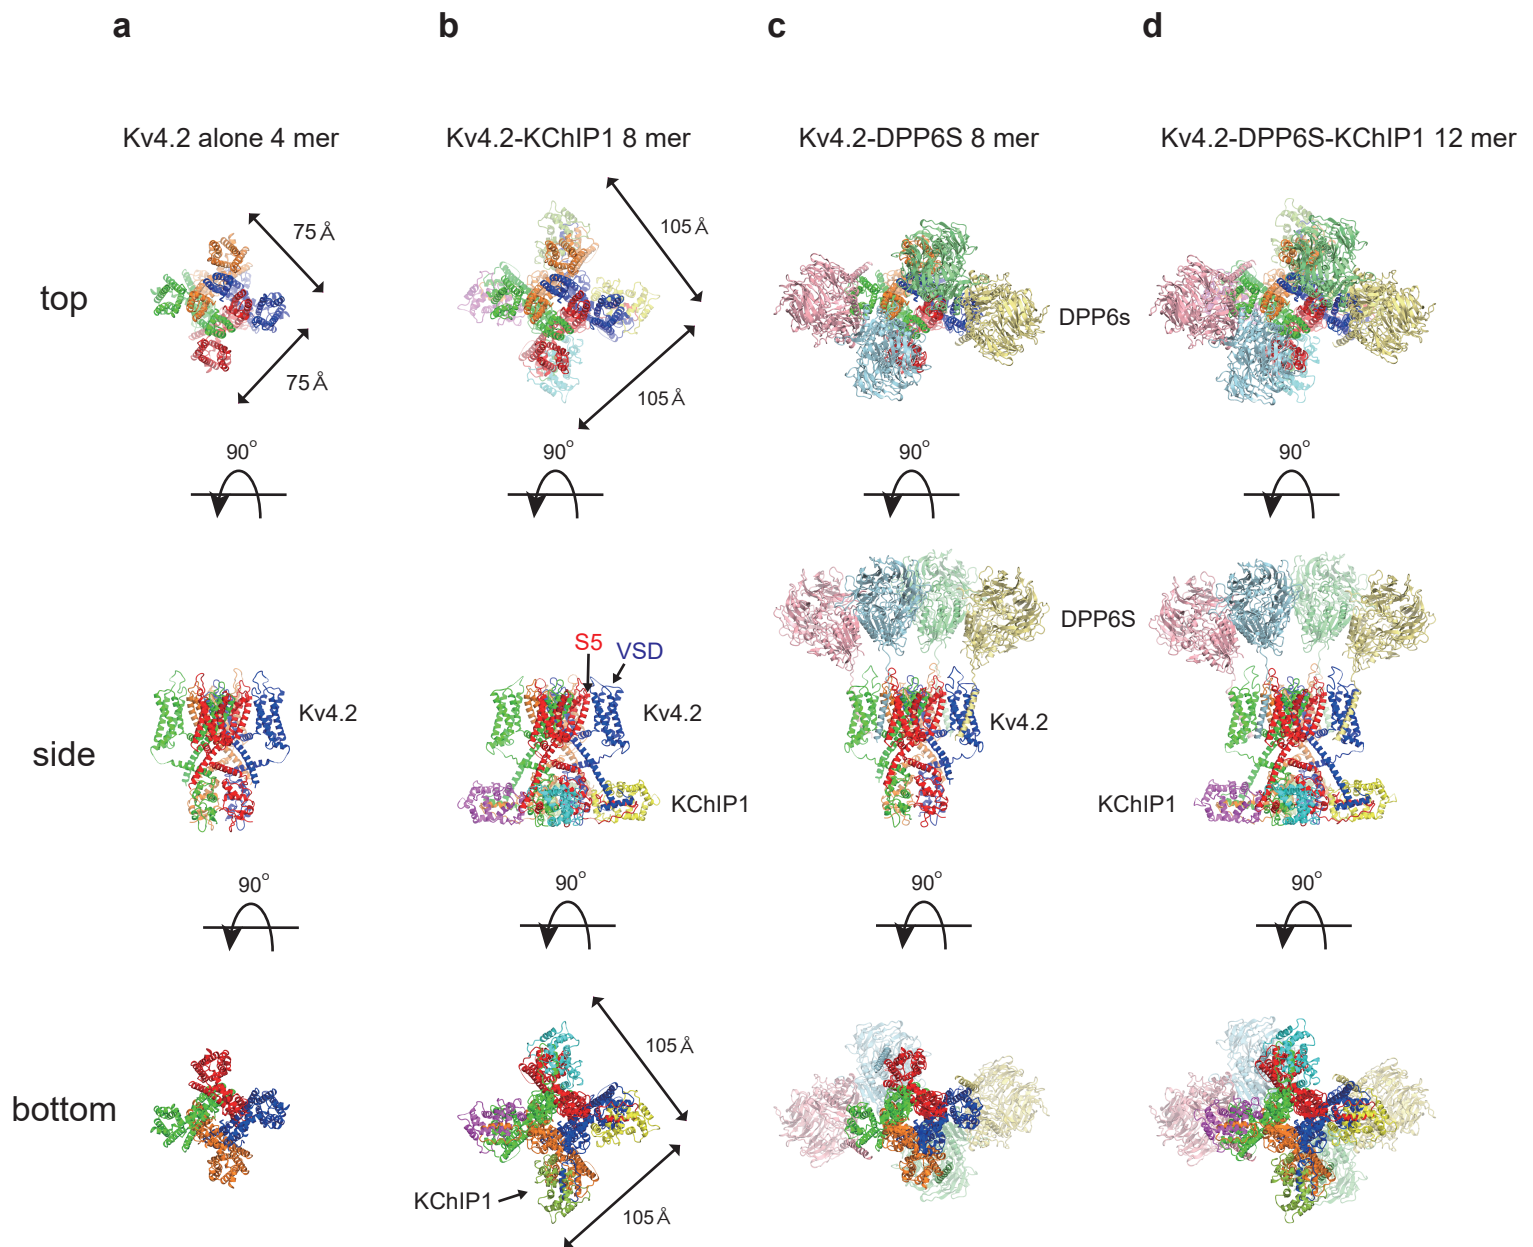 a b c d
Kv4.2 alone 4 mer Kv4.2-KChIP1 8 mer Kv4.2-DPP6S 8 mer Kv4.2-DPP6S-KChIP1 12 mer
top
75 Å
75 Å
105 Å
105 Å
DPP6s
90° 90° 90° 90°
side
Kv4.2
S5
VSD
Kv4.2
KChIP1
DPP6S
Kv4.2
KChIP1
90° 90° 90° 90°
bottom
105 Å
KChIP1
105 Å